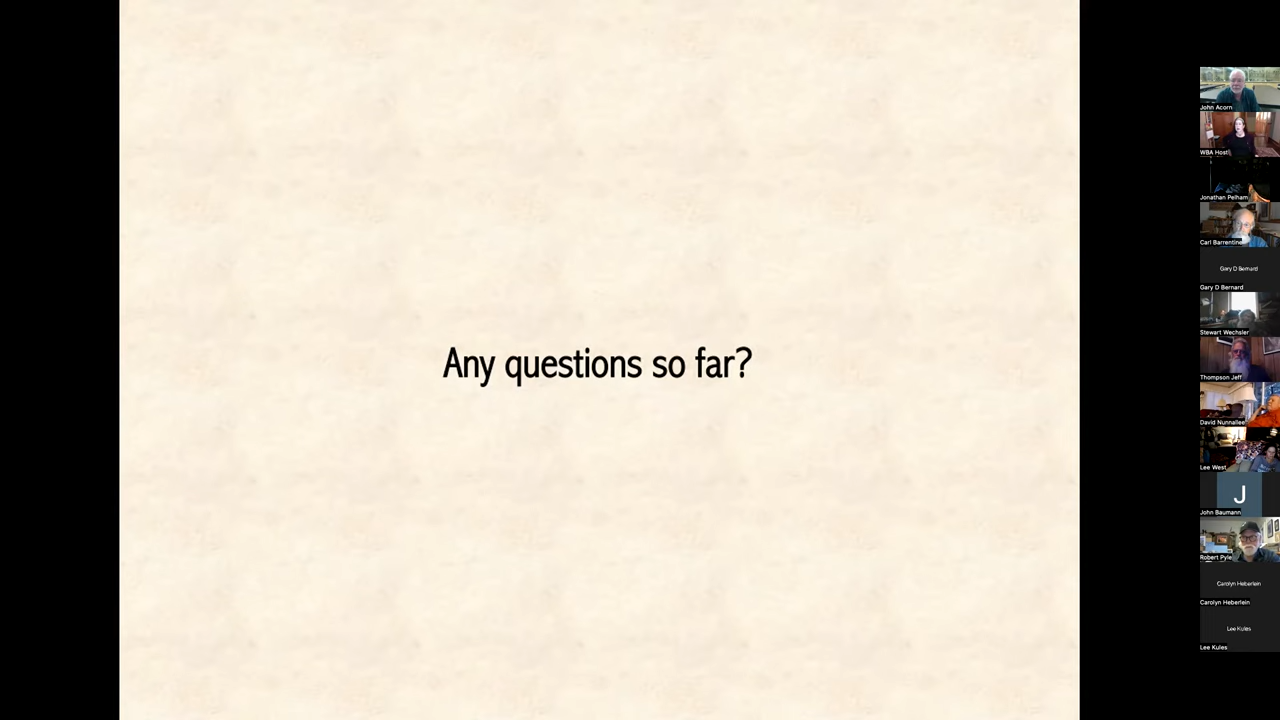 Any questions so far?
John Acorn
WBA Host
Jonathan Pelham
Carl Barrentine
Gary D Bernard
Gary D Bernard
Stewart Wechsler
Thompson Jeff
David Nunnallee
Lee West
J
John Baumann
Robert Pyle
Carolyn Heberlein
Carolyn Heberlein
Lee Kules
Lee Kules